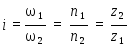 i = ω₁/ω₂ = n₁/n₂ = z₂/z₁